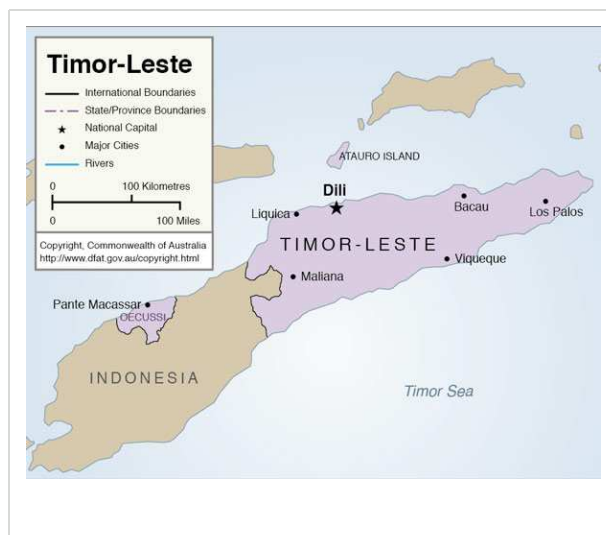 Timor-Leste
International Boundaries
State/Province Boundaries
National Capital
Major Cities
Rivers
0 100 Kilometres
0 100 Miles
Copyright, Commonwealth of Australia
http://www.dfat.gov.au/copyright.html
ATAURO ISLAND
Dili
Liquica
Bacau
Los Palos
TIMOR-LESTE
Viqueque
Maliana
Pante Macassar
OECUSSI
INDONESIA
Timor Sea